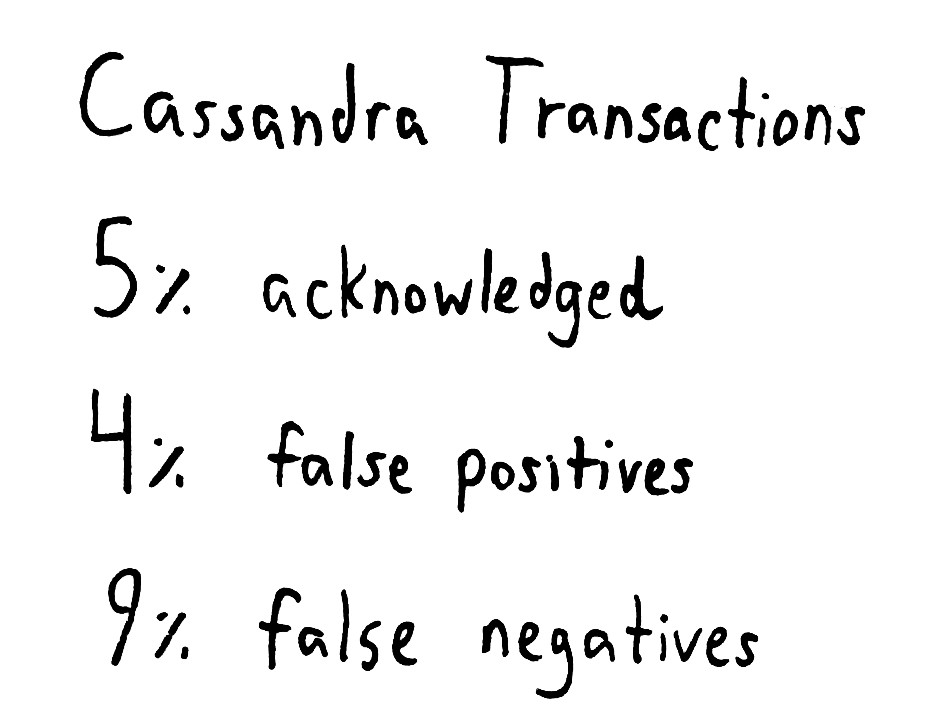 Cassandra Transactions
5% acknowledged
4% false positives
9% false negatives